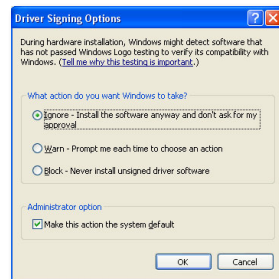 Driver Signing Options
During hardware installation, Windows might detect software that
has not passed Windows Logo testing to verify its compatibility with
Windows. (Tell me why this testing is important.)
What action do you want Windows to take?
Ignore - Install the software anyway and don't ask for my
approval
Warn - Prompt me each time to choose an action
Block - Never install unsigned driver software
Administrator option
Make this action the system default
OK Cancel